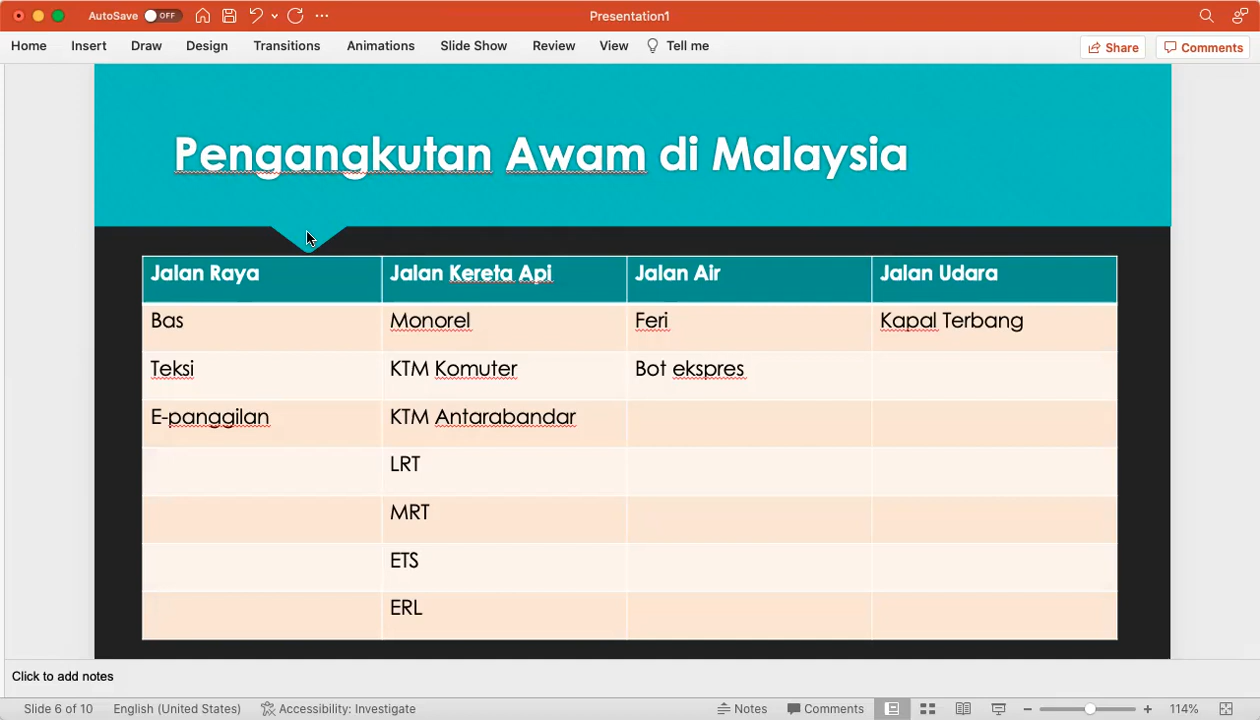 AutoSave OFF
Presentation1
Home Insert Draw Design Transitions Animations Slide Show Review View Tell me Share Comments
Pengangkutan Awam di Malaysia
Jalan Raya Jalan Kereta Api Jalan Air Jalan Udara
Bas Monorel Feri Kapal Terbang
Teksi KTM Komuter Bot ekspres
E-panggilan KTM Antarabandar
LRT
MRT
ETS
ERL
Click to add notes
Slide 6 of 10 English (United States) Accessibility: Investigate Notes Comments 114%